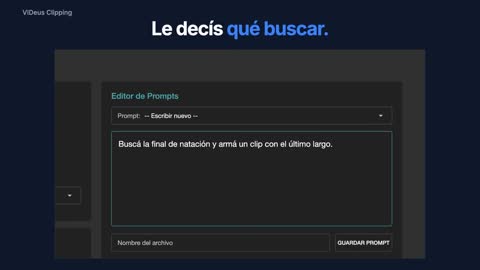 ViDeus Clipping
Le decís qué buscar.
Editor de Prompts
Prompt: -- Escribir nuevo --
Buscá la final de natación y armá un clip con el último largo.
Nombre del archivo
GUARDAR PROMPT